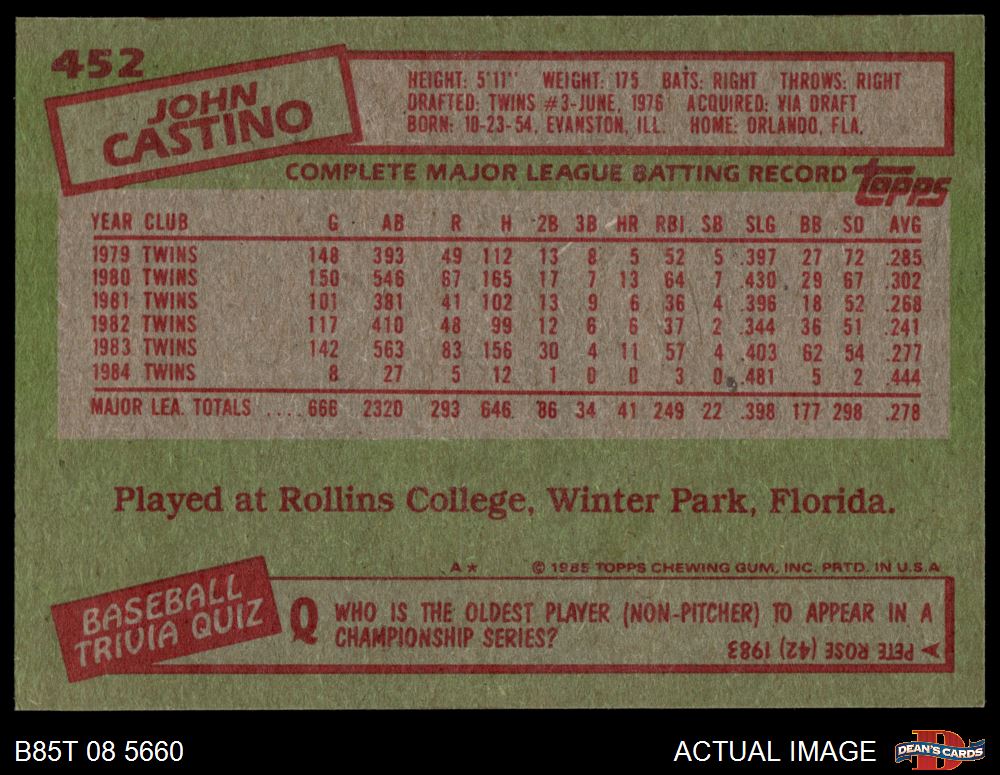 452
JOHN
CASTINO
HEIGHT: 5'11" WEIGHT: 175 BATS: RIGHT THROWS: RIGHT
DRAFTED: TWINS #3-JUNE, 1976 ACQUIRED: VIA DRAFT
BORN: 10-23-54, EVANSTON, ILL. HOME: ORLANDO, FLA.
COMPLETE MAJOR LEAGUE BATTING RECORD topps
YEAR CLUB G AB R H 2B 3B HR RBI SB SLG BB SO AVG
1979 TWINS 148 393 49 112 13 8 5 52 5 .397 27 72 .285
1980 TWINS 150 546 67 165 17 7 13 64 7 .430 29 67 .302
1981 TWINS 101 381 41 102 13 9 6 36 4 .396 18 52 .268
1982 TWINS 117 410 48 99 12 6 6 37 2 .344 36 51 .241
1983 TWINS 142 563 83 156 30 4 11 57 4 .403 62 54 .277
1984 TWINS 8 27 5 12 1 0 0 3 0 .481 5 2 .444
MAJOR LEA. TOTALS .... 666 2320 293 646 86 34 41 249 22 .398 177 298 .278
Played at Rollins College, Winter Park, Florida.
A* © 1985 TOPPS CHEWING GUM, INC. PRTD. IN U.S.A
BASEBALL
TRIVIA QUIZ
Q WHO IS THE OLDEST PLAYER (NON-PITCHER) TO APPEAR IN A
CHAMPIONSHIP SERIES?
PETE ROSE (42) 1983
B85T 08 5660
ACTUAL IMAGE
DEAN'S CARDS